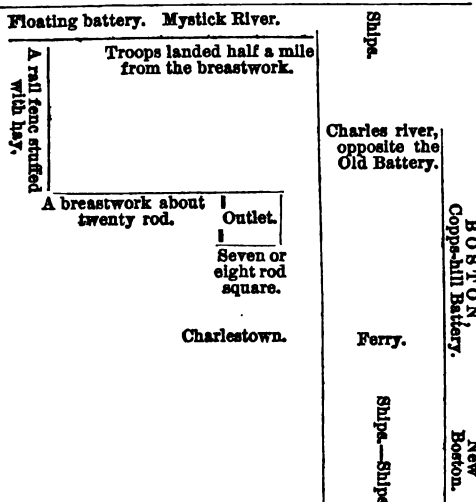 Floating battery. Mystick River.
Ships.
Troops landed half a mile
from the breastwork.
A rail fenc stuffed
with hay,
Charles river,
opposite the
Old Battery.
A breastwork about
twenty rod.
Outlet.
Seven or
eight rod
square.
BOSTON,
Copps-hill Battery.
Charlestown.
Ferry.
Ships.—Ships
New
Boston.